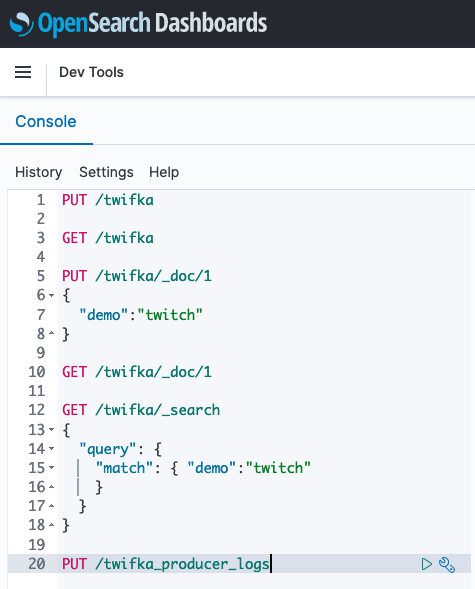 OpenSearch Dashboards
Dev Tools
Console
History Settings Help
1 PUT /twifka
2
3 GET /twifka
4
5 PUT /twifka/_doc/1
6 {
7 "demo":"twitch"
8 }
9
10 GET /twifka/_doc/1
11
12 GET /twifka/_search
13 {
14 "query": {
15 "match": { "demo":"twitch"
16 }
17 }
18 }
19
20 PUT /twifka_producer_logs